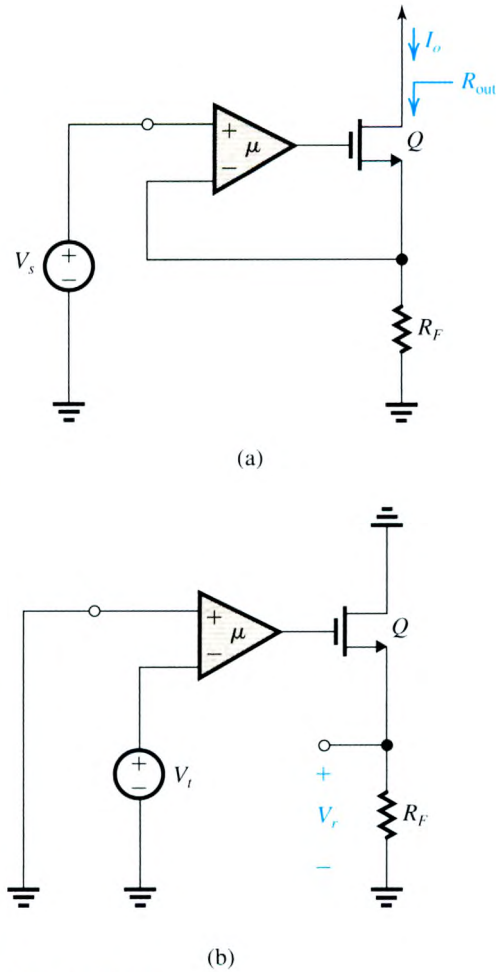 I_o
R_out
+
μ
−
Q
V_s
+
−
R_F
(a)
+
μ
−
Q
+
−
V_t
+
V_r
−
R_F
(b)